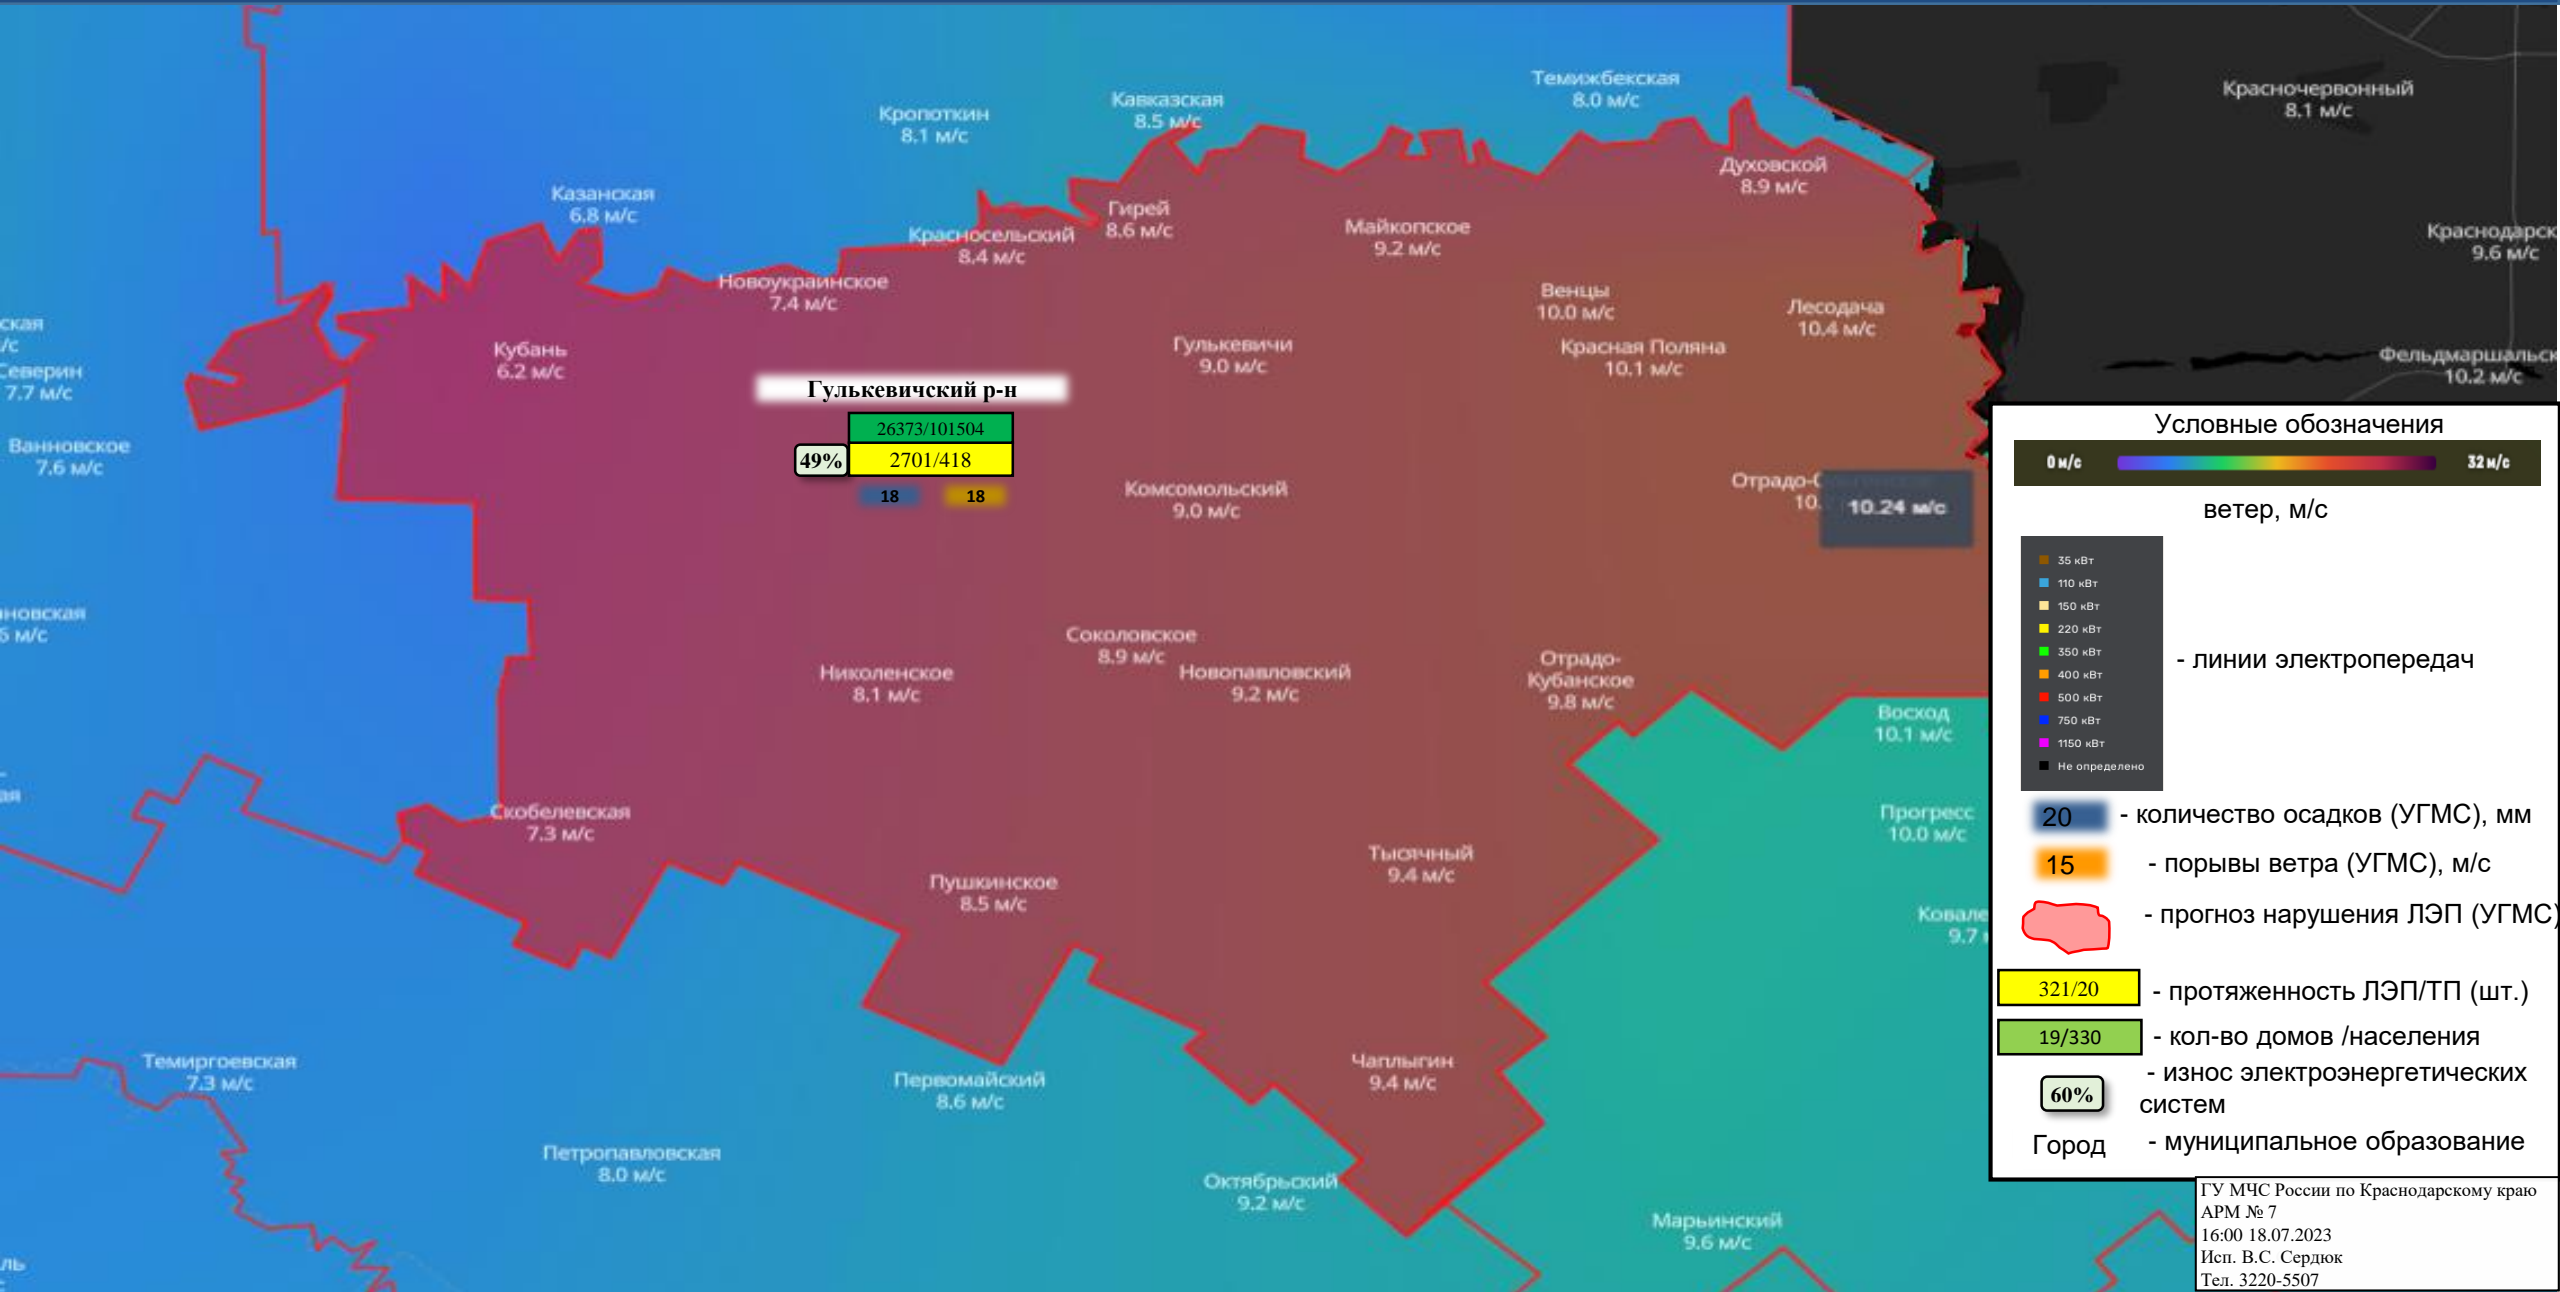 Темижбекская
8.0 м/с
Красночервонный
8.1 м/с
Кавказская
8.5 м/с
Кропоткин
8.1 м/с
Духовской
8.9 м/с
Казанская
6.8 м/с
Гирей
8.6 м/с
Красносельский
8.4 м/с
Майкопское
9.2 м/с
Краснодарск
9.6 м/с
Новоукраинское
7.4 м/с
Венцы
10.0 м/с
Лесодача
10.4 м/с
ская
/с
Северин
7.7 м/с
Кубань
6.2 м/с
Гулькевичи
9.0 м/с
Красная Поляна
10.1 м/с
Фельдмаршальск
10.2 м/с
Гулькевичский р-н
26373/101504
49%
2701/418
18
18
Ванновское
7.6 м/с
Комсомольский
9.0 м/с
Отрадо-
10.
10.24 м/с
новская
м/с
Соколовское
8.9 м/с
Николенское
8.1 м/с
Новопавловский
9.2 м/с
Отрадо-
Кубанское
9.8 м/с
Восход
10.1 м/с
ая
Скобелевская
7.3 м/с
Прогресс
10.0 м/с
Тысячный
9.4 м/с
Пушкинское
8.5 м/с
Ковале
9.7
Темиргоевская
7.3 м/с
Чаплыгин
9.4 м/с
Первомайский
8.6 м/с
Петропавловская
8.0 м/с
Октябрьский
9.2 м/с
Марьинский
9.6 м/с
ль
Условные обозначения
0 м/с
32 м/с
ветер, м/с
35 кВт
110 кВт
150 кВт
220 кВт
350 кВт
400 кВт
500 кВт
750 кВт
1150 кВт
Не определено
- линии электропередач
20 - количество осадков (УГМС), мм
15 - порывы ветра (УГМС), м/с
- прогноз нарушения ЛЭП (УГМС)
321/20 - протяженность ЛЭП/ТП (шт.)
19/330 - кол-во домов /населения
60% - износ электроэнергетических
систем
Город - муниципальное образование
ГУ МЧС России по Краснодарскому краю
АРМ № 7
16:00 18.07.2023
Исп. В.С. Сердюк
Тел. 3220-5507